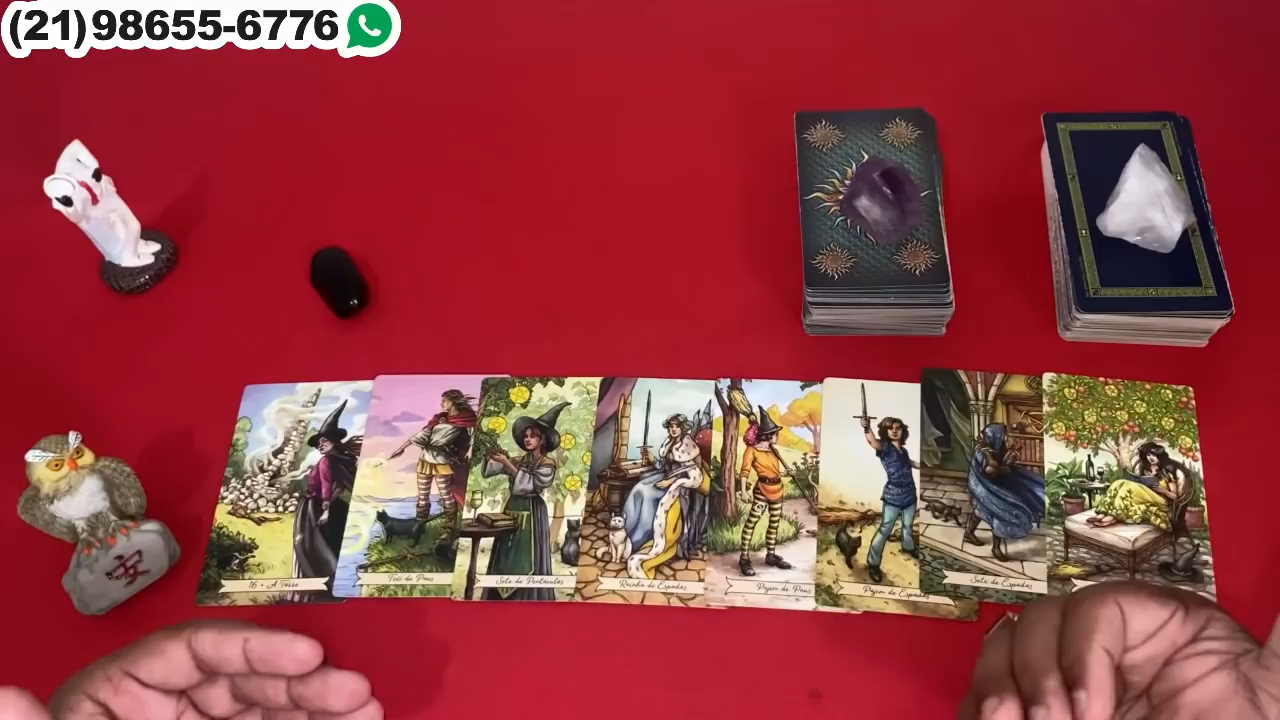 (21)98655-6776
安
16 • A Torre
Três de Paus
Sete de Pentáculos
Rainha de Espadas
Pajem de Paus
Pajem de Espadas
Sete de Espadas